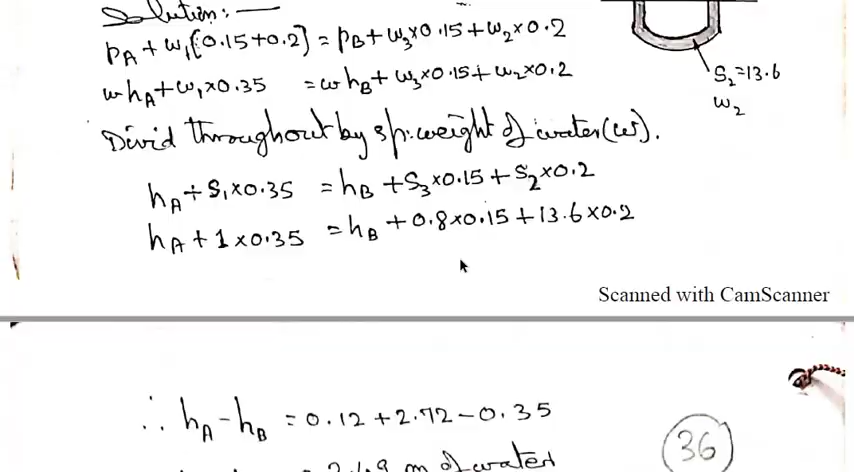 Solution:—
pA + w1(0.15+0.2) = pB + w3×0.15 + w2×0.2
whA + w1×0.35 = whB + w3×0.15 + w2×0.2
S2=13.6
w2
Divid throughout by sp. weight of water (w).
hA + S1×0.35 = hB + S3×0.15 + S2×0.2
hA + 1×0.35 = hB + 0.8×0.15 + 13.6×0.2
Scanned with CamScanner
∴ hA – hB = 0.12 + 2.72 – 0.35
36
m of water